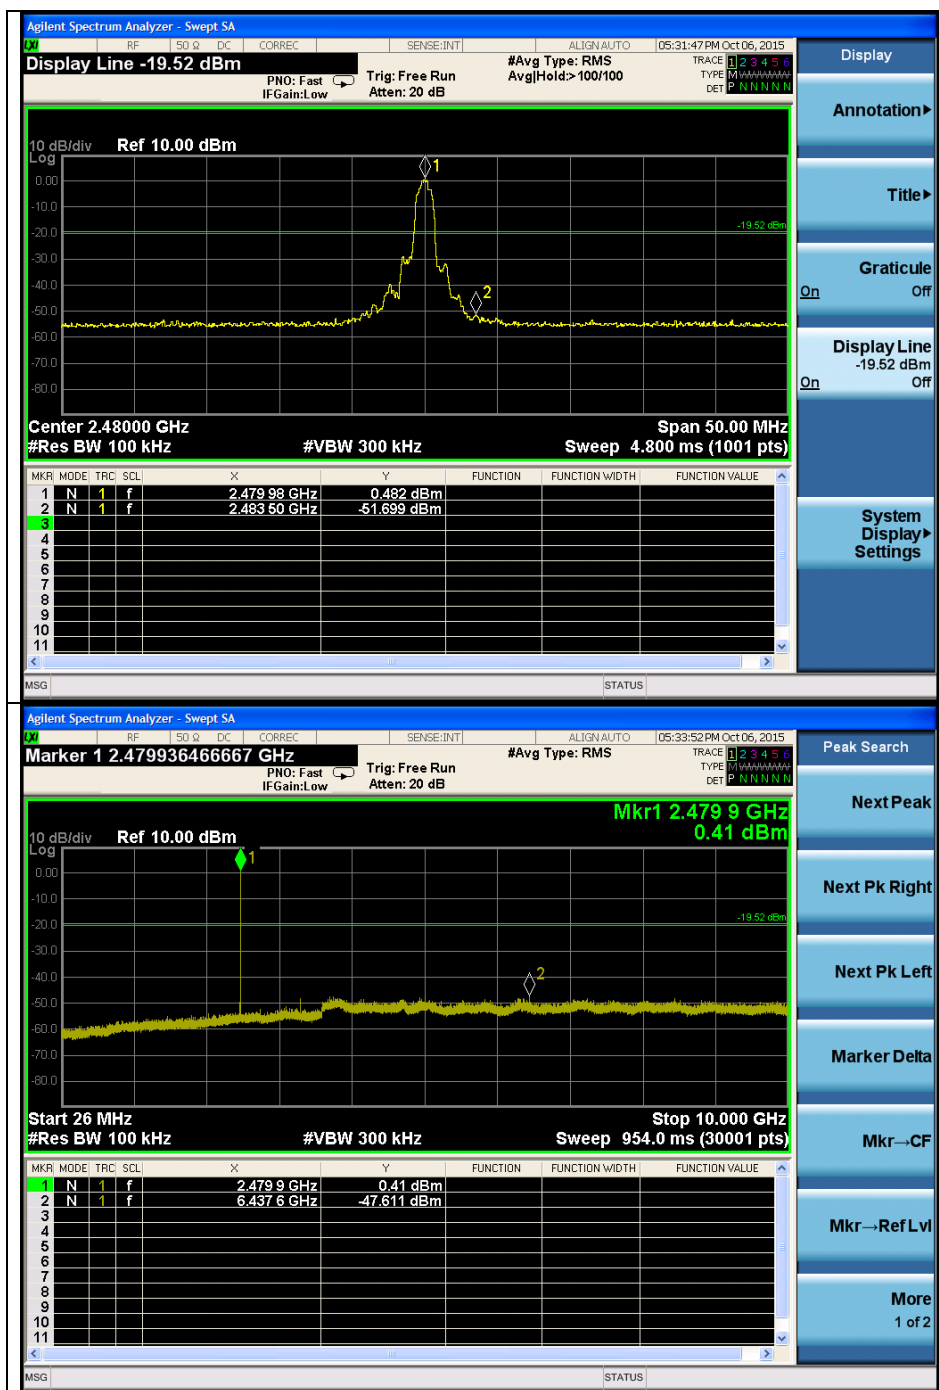 Agilent Spectrum Analyzer - Swept SA
LXI RF 50 Ω DC CORREC SENSE:INT ALIGNAUTO 05:31:47 PM Oct 06, 2015
Display Line -19.52 dBm
PNO: Fast
IFGain:Low
Trig: Free Run
Atten: 20 dB
#Avg Type: RMS
Avg|Hold:>100/100
TRACE 1 2 3 4 5 6
TYPE M WWWWW
DET P N N N N N
Display
Annotation
Title
Graticule
On Off
Display Line
-19.52 dBm
On Off
System
Display
Settings
10 dB/div Ref 10.00 dBm
Log
1
0.00
-10.0
-19.52 dBm
-20.0
-30.0
-40.0
2
-50.0
-60.0
-70.0
-80.0
Center 2.48000 GHz Span 50.00 MHz
#Res BW 100 kHz #VBW 300 kHz Sweep 4.800 ms (1001 pts)
MKR MODE TRC SCL X Y FUNCTION FUNCTION WIDTH FUNCTION VALUE
1 N 1 f 2.479 98 GHz 0.482 dBm
2 N 1 f 2.483 50 GHz -51.699 dBm
3
4
5
6
7
8
9
10
11
MSG STATUS
Agilent Spectrum Analyzer - Swept SA
LXI RF 50 Ω DC CORREC SENSE:INT ALIGNAUTO 05:33:52 PM Oct 06, 2015
Marker 1 2.479936466667 GHz
PNO: Fast
IFGain:Low
Trig: Free Run
Atten: 20 dB
#Avg Type: RMS
TRACE 1 2 3 4 5 6
TYPE M WWWWW
DET P N N N N N
Peak Search
Next Peak
Next Pk Right
Next Pk Left
Marker Delta
Mkr→CF
Mkr→Ref Lvl
More
1 of 2
Mkr1 2.479 9 GHz
0.41 dBm
10 dB/div Ref 10.00 dBm
Log
1
0.00
-10.0
-19.52 dBm
-20.0
-30.0
-40.0
2
-50.0
-60.0
-70.0
-80.0
Start 26 MHz Stop 10.000 GHz
#Res BW 100 kHz #VBW 300 kHz Sweep 954.0 ms (30001 pts)
MKR MODE TRC SCL X Y FUNCTION FUNCTION WIDTH FUNCTION VALUE
1 N 1 f 2.479 9 GHz 0.41 dBm
2 N 1 f 6.437 6 GHz -47.611 dBm
3
4
5
6
7
8
9
10
11
MSG STATUS